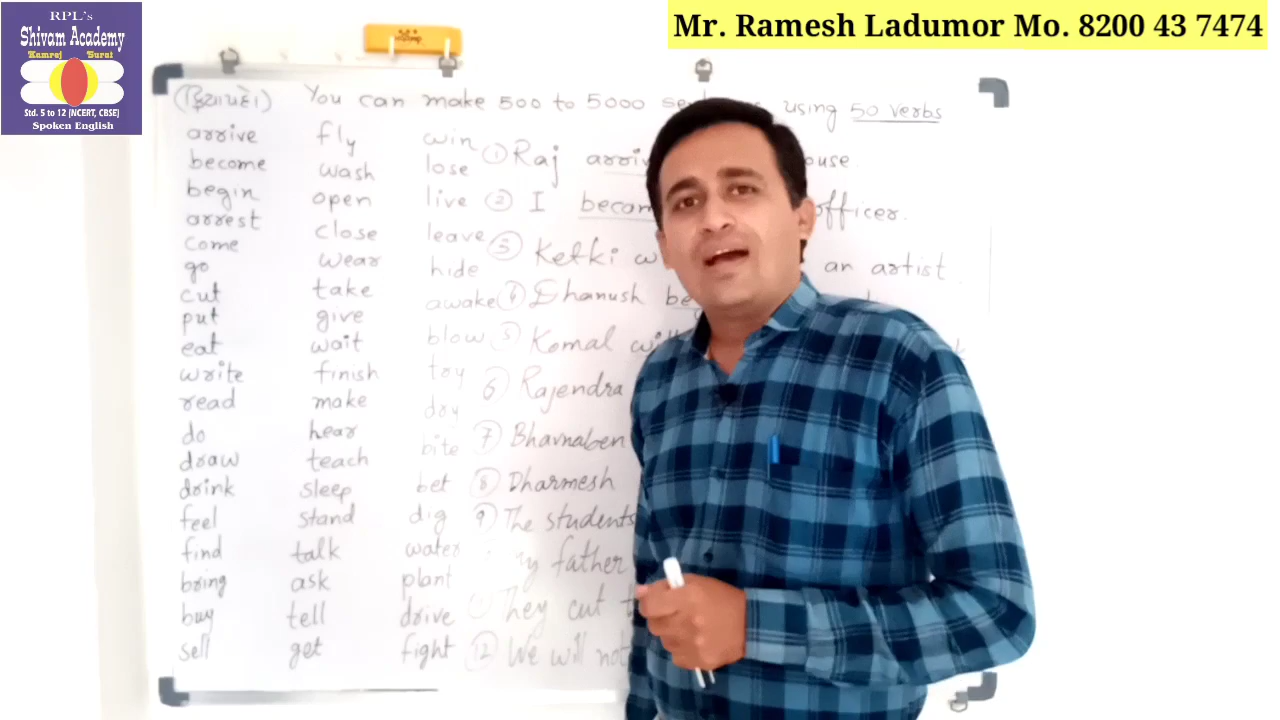 RPL's
Shivam Academy
Kamrej Surat
Std. 5 to 12 (NCERT, CBSE)
Spoken English
Mr. Ramesh Ladumor Mo. 8200 43 7474
(ક્રિયાપદો) You can make 500 to 5000 using 50 verbs
arrive
become
begin
arrest
come
go
cut
put
eat
write
read
do
draw
drink
feel
find
bring
buy
sell
fly
wash
open
close
wear
take
give
wait
finish
make
hear
teach
sleep
stand
talk
ask
tell
get
win
lose
live
leave
hide
awake
blow
try
dry
bite
bet
dig
water
plant
drive
fight
① Raj
② I officer.
③ Ketki an artist
Dhanush
⑤ Komal
⑥ Rajendra
⑦ Bhavnaben
⑧ Dharmesh
⑨ The students
my father
They cut
⑫ We will not